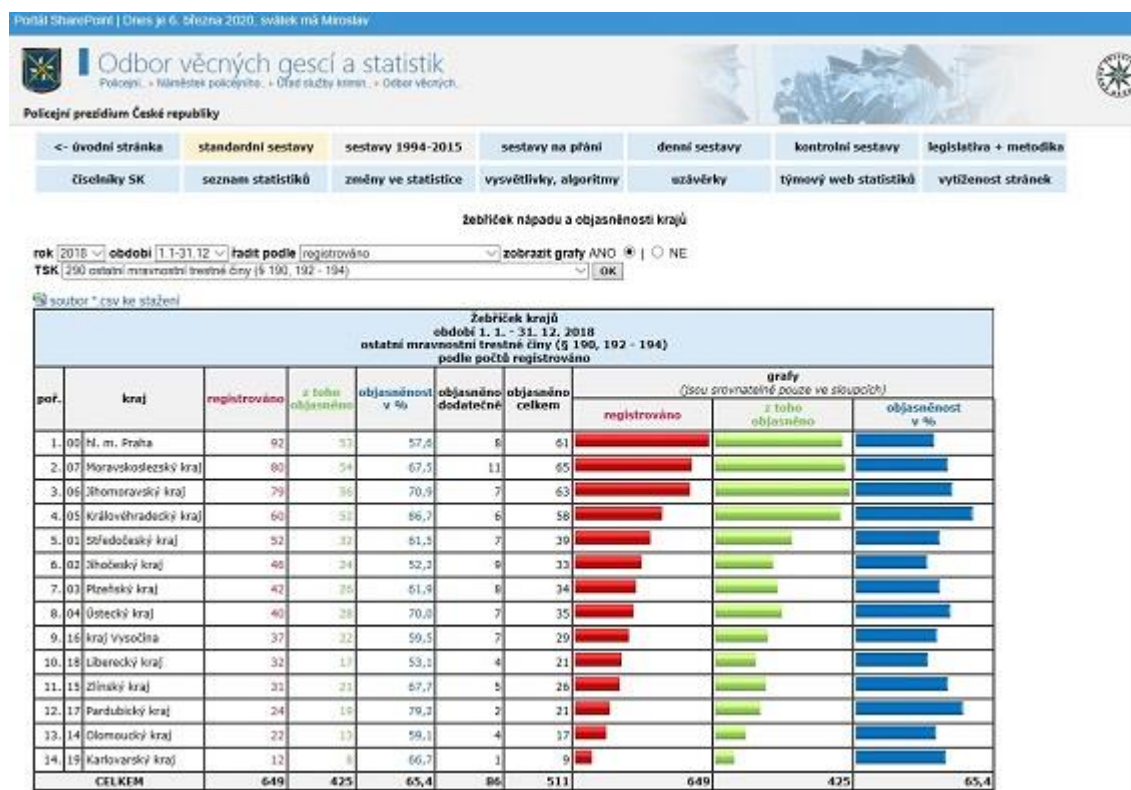 Portál SharePoint | Dnes je 6. března 2020, svátek má Miroslav
Odbor věcných gescí a statistik
Policejní.. » Náměstek policejního.. » Úřad služby krimin.. » Odbor věcných..
Policejní prezidium České republiky
<- úvodní stránka standardní sestavy sestavy 1994-2015 sestavy na přání denní sestavy kontrolní sestavy legislativa + metodika
číselníky SK seznam statistiků změny ve statistice vysvětlivky, algoritmy uzávěrky týmový web statistiků vytíženost stránek
žebříček nápadu a objasněnosti krajů
rok 2018 období 1.1-31.12 řadit podle registrováno zobrazit grafy ANO | NE
TSK 290 ostatní mravnostní trestné činy (§ 190, 192 - 194) OK
soubor *.csv ke stažení
Žebříček krajů
období 1. 1. - 31. 12. 2018
ostatní mravnostní trestné činy (§ 190, 192 - 194)
podle počtů registrováno
poř. kraj registrováno z toho objasněno objasněnost v % objasněno dodatečně objasněno celkem grafy
(jsou srovnatelné pouze ve sloupcích)
registrováno z toho objasněno objasněnost v %
1. 00 hl. m. Praha 92 53 57,6 8 61
2. 07 Moravskoslezský kraj 80 54 67,5 11 65
3. 06 Jihomoravský kraj 79 56 70,9 7 63
4. 05 Královéhradecký kraj 60 52 86,7 6 58
5. 01 Středočeský kraj 52 32 61,5 7 39
6. 02 Jihočeský kraj 46 24 52,2 9 33
7. 03 Plzeňský kraj 42 26 61,9 8 34
8. 04 Ústecký kraj 40 28 70,0 7 35
9. 16 kraj Vysočina 37 22 59,5 7 29
10. 18 Liberecký kraj 32 17 53,1 4 21
11. 15 Zlínský kraj 31 21 67,7 5 26
12. 17 Pardubický kraj 24 19 79,2 2 21
13. 14 Olomoucký kraj 22 13 59,1 4 17
14. 19 Karlovarský kraj 12 8 66,7 1 9
CELKEM 649 425 65,4 86 511 649 425 65,4